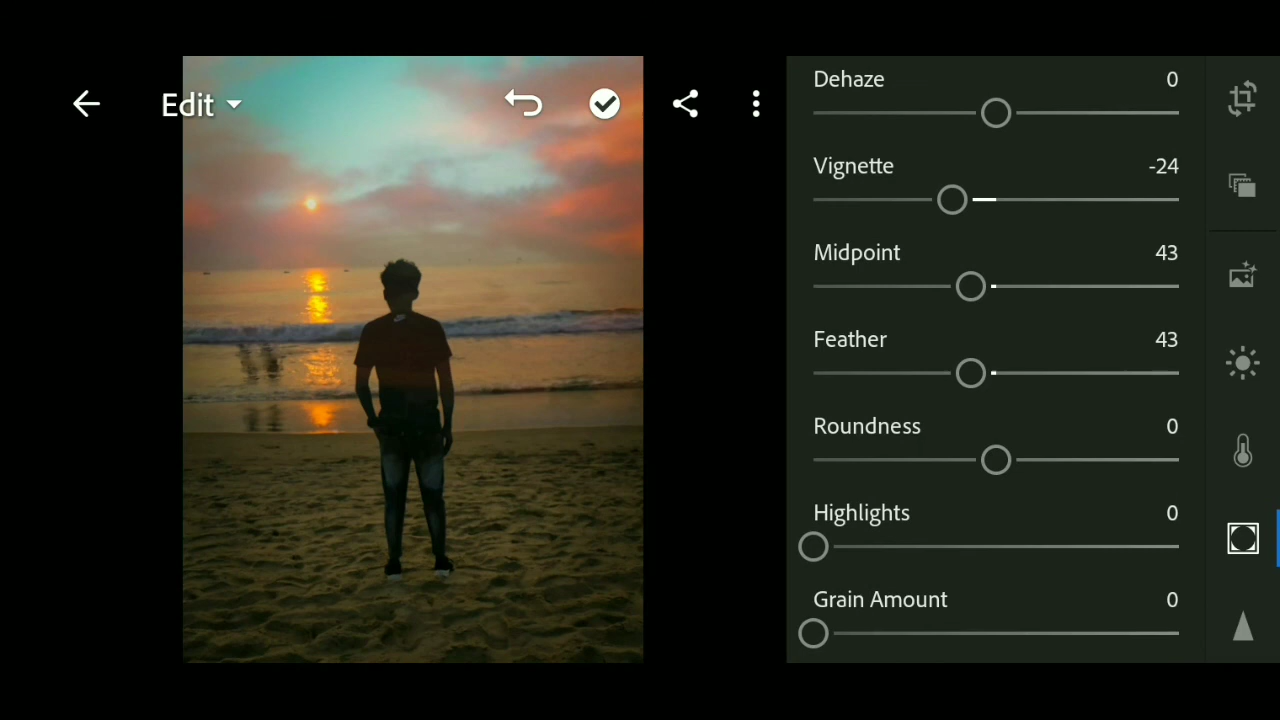 Edit
Dehaze 0
Vignette -24
Midpoint 43
Feather 43
Roundness 0
Highlights 0
Grain Amount 0